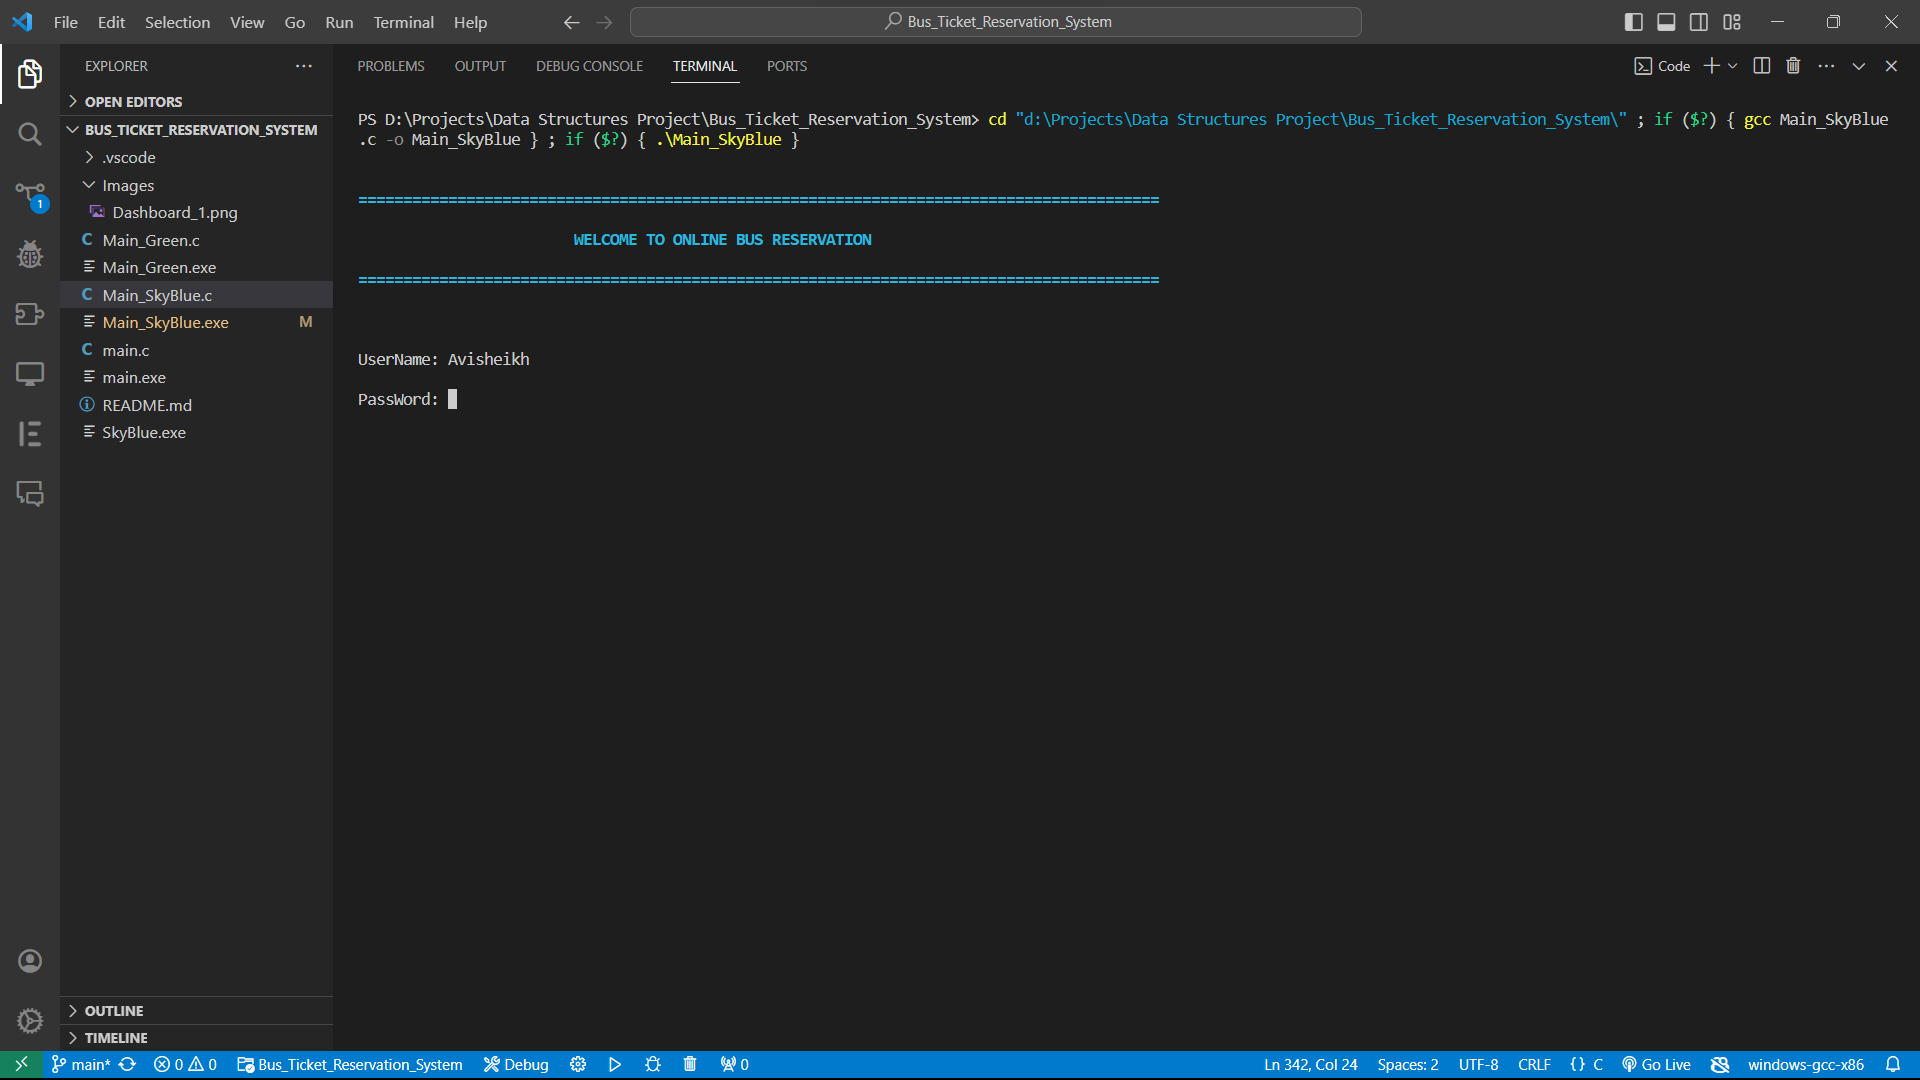 File Edit Selection View Go Run Terminal Help
Bus_Ticket_Reservation_System
EXPLORER
OPEN EDITORS
BUS_TICKET_RESERVATION_SYSTEM
.vscode
Images
Dashboard_1.png
C Main_Green.c
Main_Green.exe
C Main_SkyBlue.c
Main_SkyBlue.exe M
C main.c
main.exe
README.md
SkyBlue.exe
OUTLINE
TIMELINE
1
PROBLEMS OUTPUT DEBUG CONSOLE TERMINAL PORTS
Code
PS D:\Projects\Data Structures Project\Bus_Ticket_Reservation_System> cd "d:\Projects\Data Structures Project\Bus_Ticket_Reservation_System\" ; if ($?) { gcc Main_SkyBlue
.c -o Main_SkyBlue } ; if ($?) { .\Main_SkyBlue }
=========================================================================================
WELCOME TO ONLINE BUS RESERVATION
=========================================================================================
UserName: Avisheikh
PassWord:
main* 0 0 Bus_Ticket_Reservation_System Debug 0 Ln 342, Col 24 Spaces: 2 UTF-8 CRLF {} C Go Live windows-gcc-x86